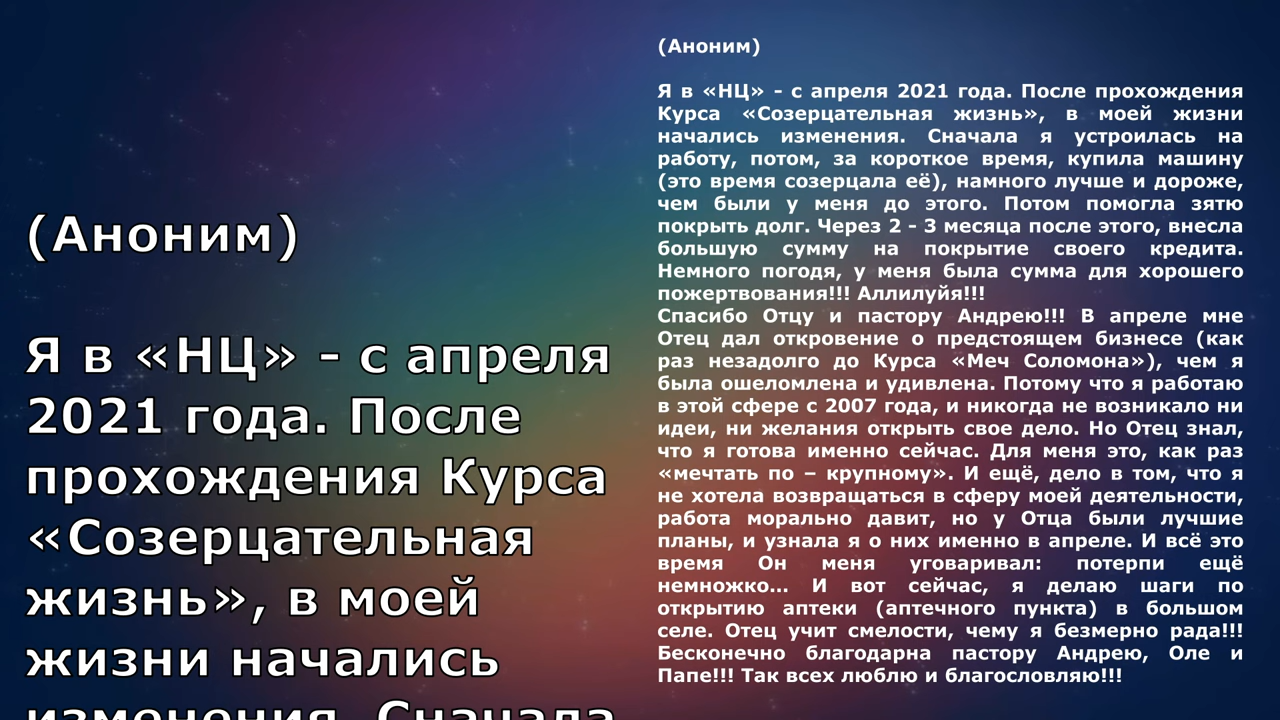 (Аноним)
Я в «НЦ» - с апреля
2021 года. После
прохождения Курса
«Созерцательная
жизнь», в моей
жизни начались
изменения. Сначала
(Аноним)
Я в «НЦ» - с апреля 2021 года. После прохождения
Курса «Созерцательная жизнь», в моей жизни
начались изменения. Сначала я устроилась на
работу, потом, за короткое время, купила машину
(это время созерцала её), намного лучше и дороже,
чем были у меня до этого. Потом помогла зятю
покрыть долг. Через 2 - 3 месяца после этого, внесла
большую сумму на покрытие своего кредита.
Немного погодя, у меня была сумма для хорошего
пожертвования!!! Аллилуйя!!!
Спасибо Отцу и пастору Андрею!!! В апреле мне
Отец дал откровение о предстоящем бизнесе (как
раз незадолго до Курса «Меч Соломона»), чем я
была ошеломлена и удивлена. Потому что я работаю
в этой сфере с 2007 года, и никогда не возникало ни
идеи, ни желания открыть свое дело. Но Отец знал,
что я готова именно сейчас. Для меня это, как раз
«мечтать по – крупному». И ещё, дело в том, что я
не хотела возвращаться в сферу моей деятельности,
работа морально давит, но у Отца были лучшие
планы, и узнала я о них именно в апреле. И всё это
время Он меня уговаривал: потерпи ещё
немножко... И вот сейчас, я делаю шаги по
открытию аптеки (аптечного пункта) в большом
селе. Отец учит смелости, чему я безмерно рада!!!
Бесконечно благодарна пастору Андрею, Оле и
Папе!!! Так всех люблю и благословляю!!!